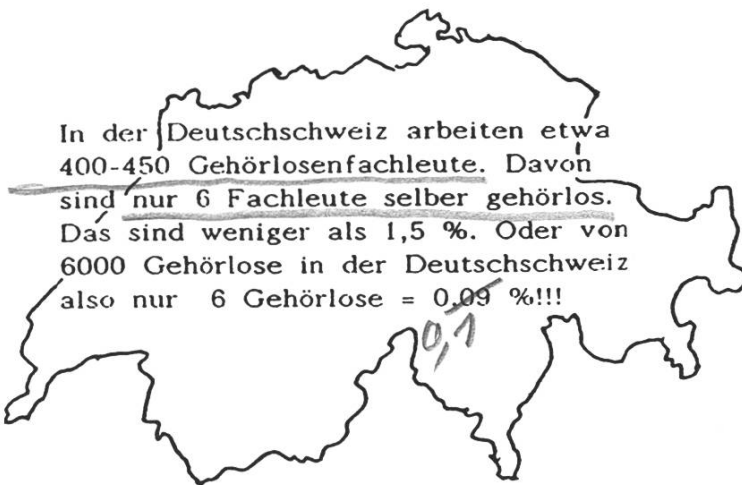 In der Deutschschweiz arbeiten etwa
400-450 Gehörlosenfachleute. Davon
sind nur 6 Fachleute selber gehörlos.
Das sind weniger als 1,5 %. Oder von
6000 Gehörlose in der Deutschschweiz
also nur 6 Gehörlose = 0,09 %!!!
0,1